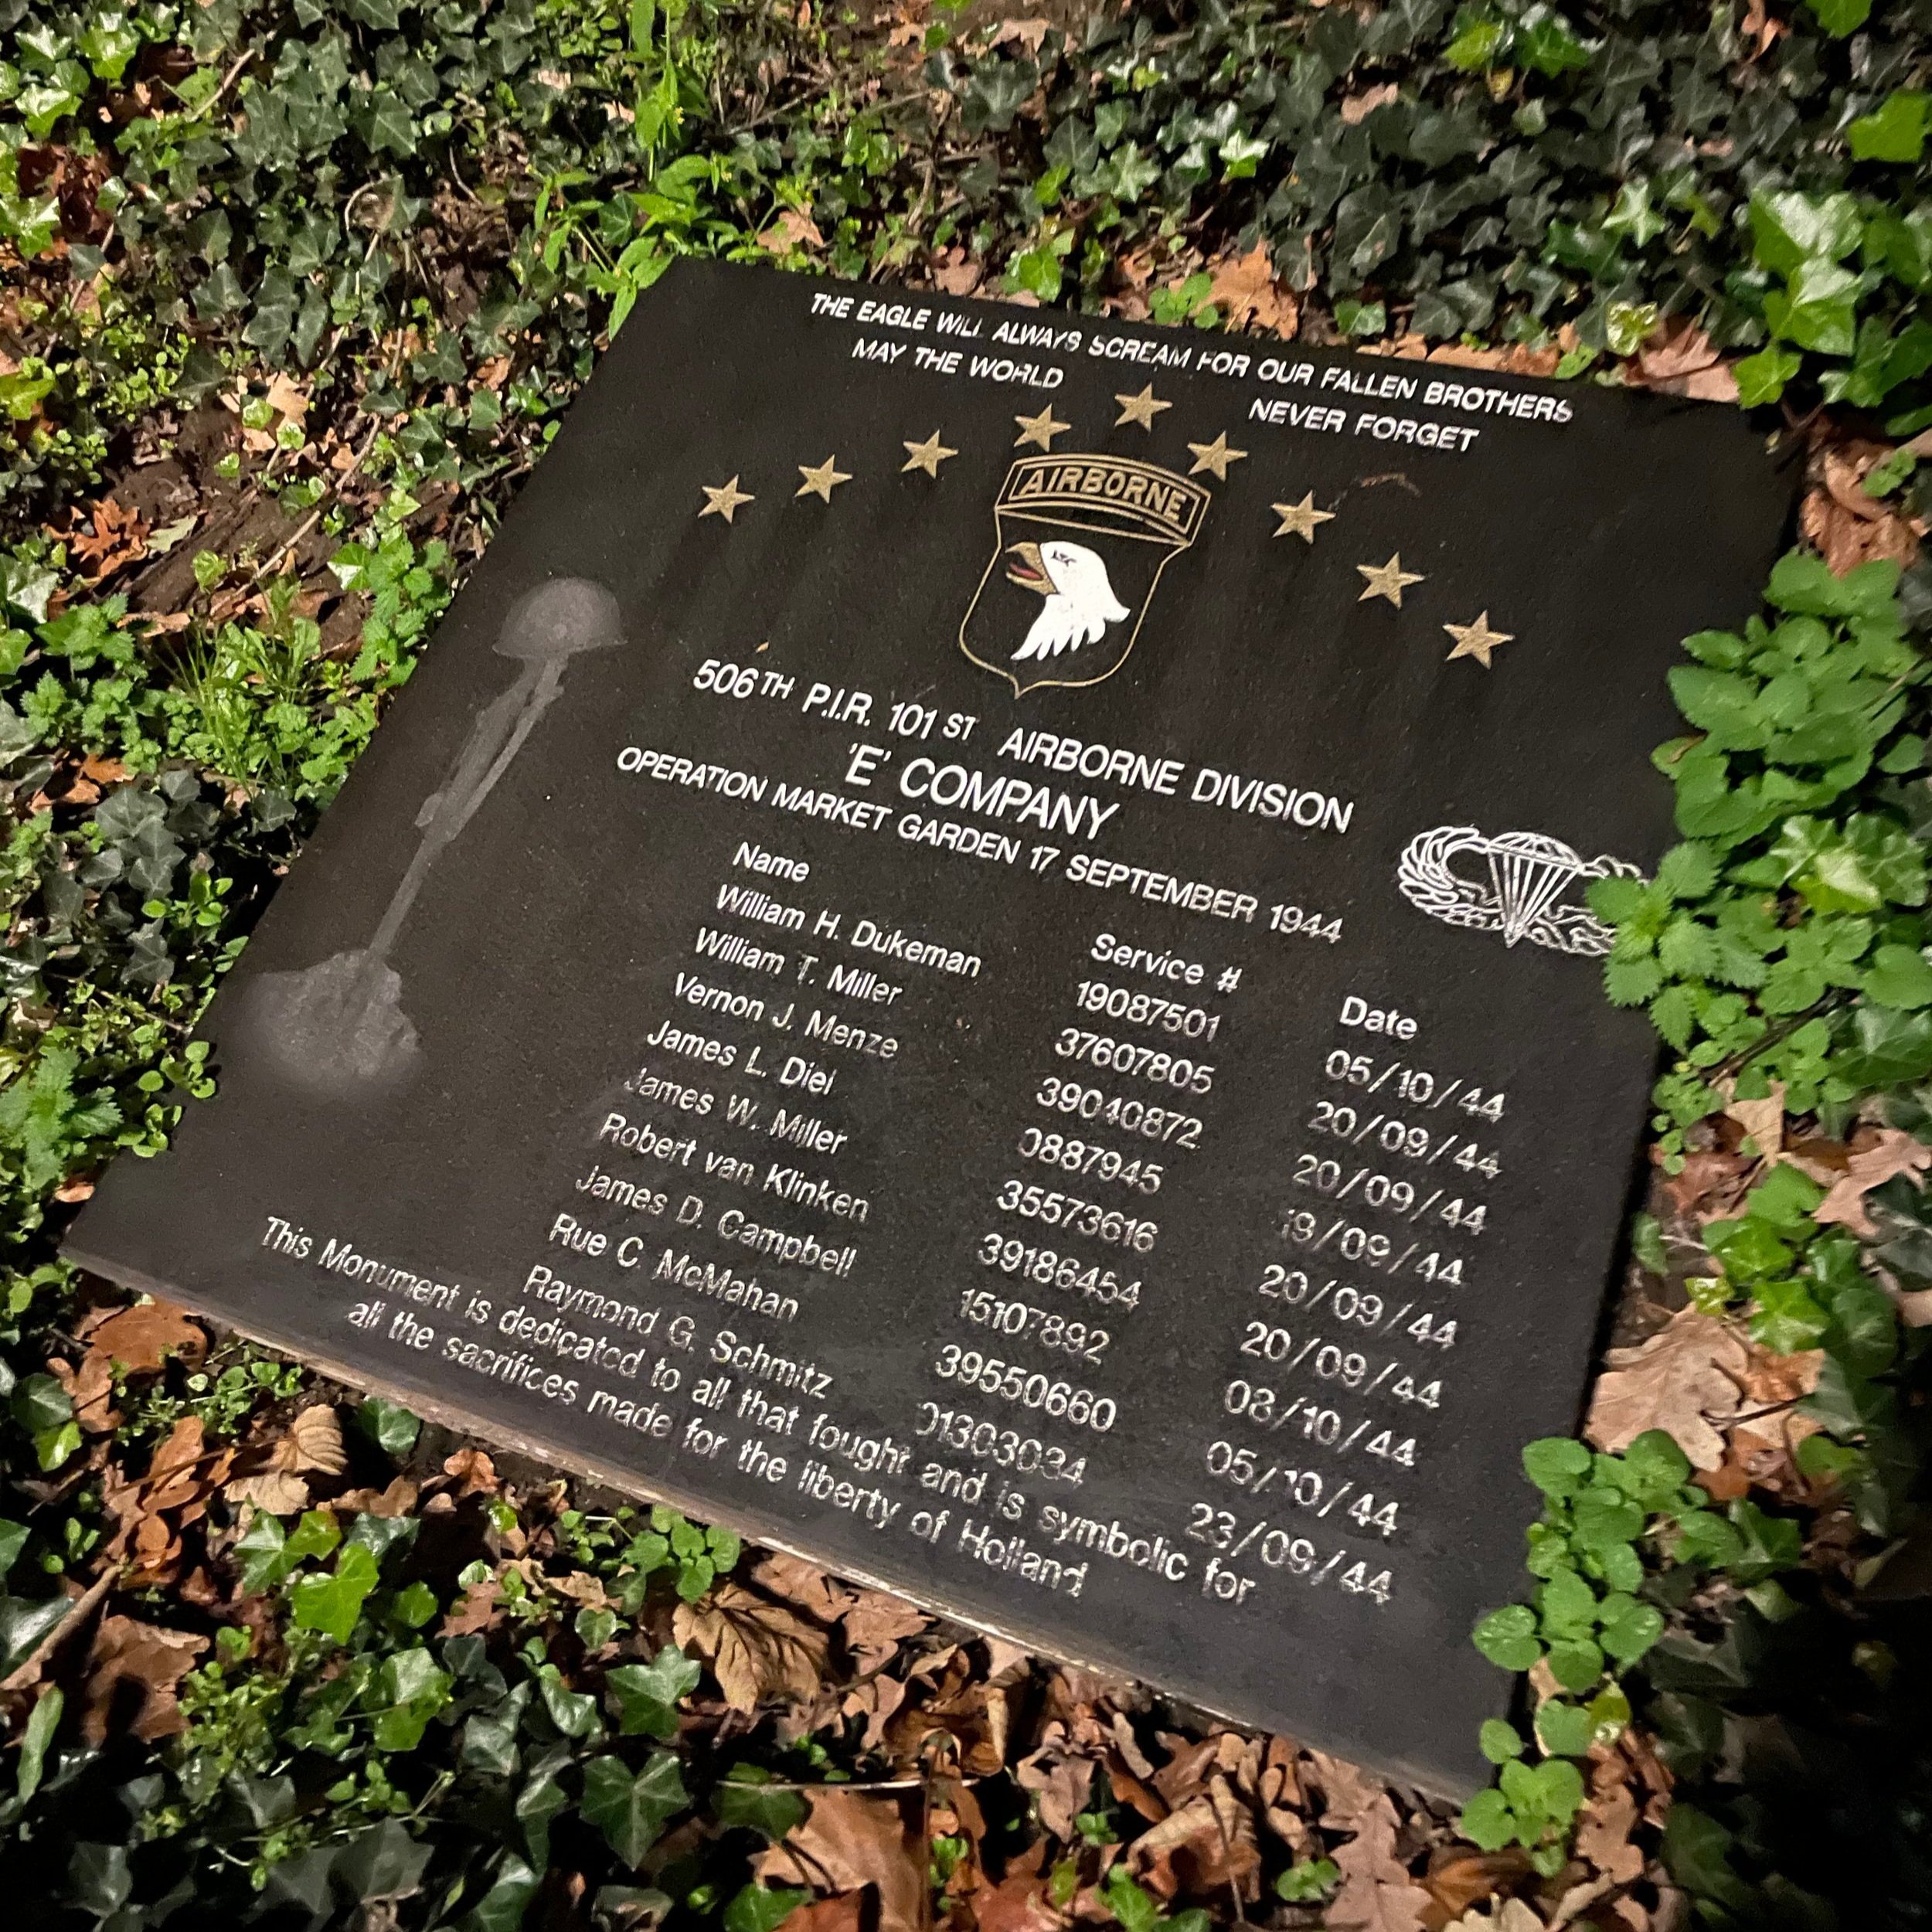 THE EAGLE WILL ALWAYS SCREAM FOR OUR FALLEN BROTHERS
MAY THE WORLD NEVER FORGET
AIRBORNE
506TH P.I.R. 101ST AIRBORNE DIVISION
'E' COMPANY
OPERATION MARKET GARDEN 17 SEPTEMBER 1944
Name Service # Date
William H. Dukeman 19087501 05/10/44
William T. Miller 37607805 20/09/44
Vernon J. Menze 39040872 20/09/44
James L. Diel 0887945 19/09/44
James W. Miller 35573616 20/09/44
Robert van Klinken 39186454 20/09/44
James D. Campbell 15107892 08/10/44
Rue C McMahan 39550660 05/10/44
Raymond G. Schmitz 01303034 23/09/44
This Monument is dedicated to all that fought and is symbolic for
all the sacrifices made for the liberty of Holland